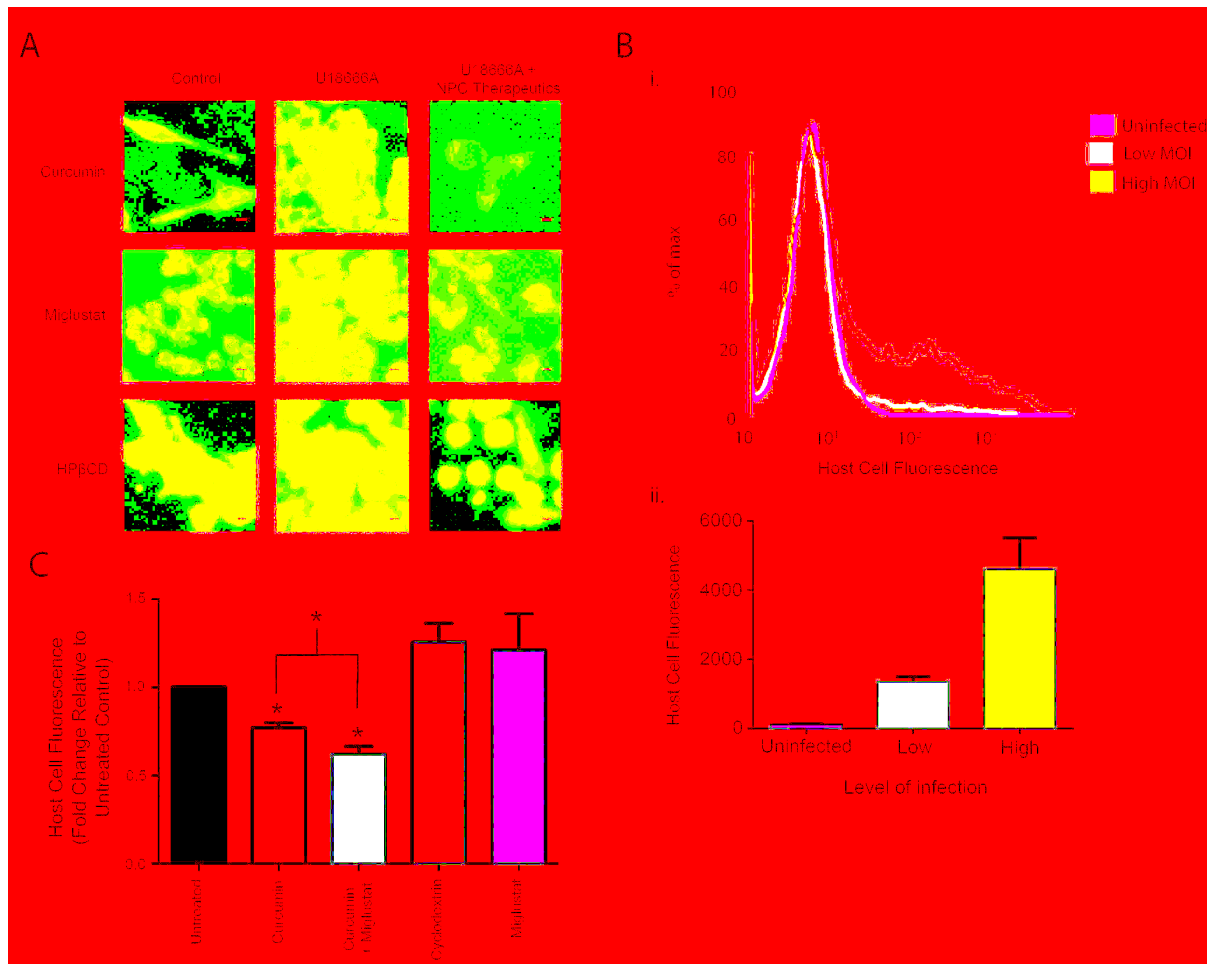 A
Control
U18666A
U18666A +
NPC Therapeutics
Curcumin
Miglustat
HPβCD
B
i.
100
80
60
40
20
0
% of max
10
10¹
10
Host Cell Fluorescence
Uninfected
Low MOI
High MOI
ii.
6000
4000
2000
0
Host Cell Fluorescence
Uninfected
Low
High
Level of infection
C
1.5
1.0
0.5
0.0
Host Cell Fluorescence
(Fold Change Relative to
Untreated Control)
*
*
*
Untreated
Curcumin
Curcumin
+ Miglustat
Cyclodextrin
Miglustat